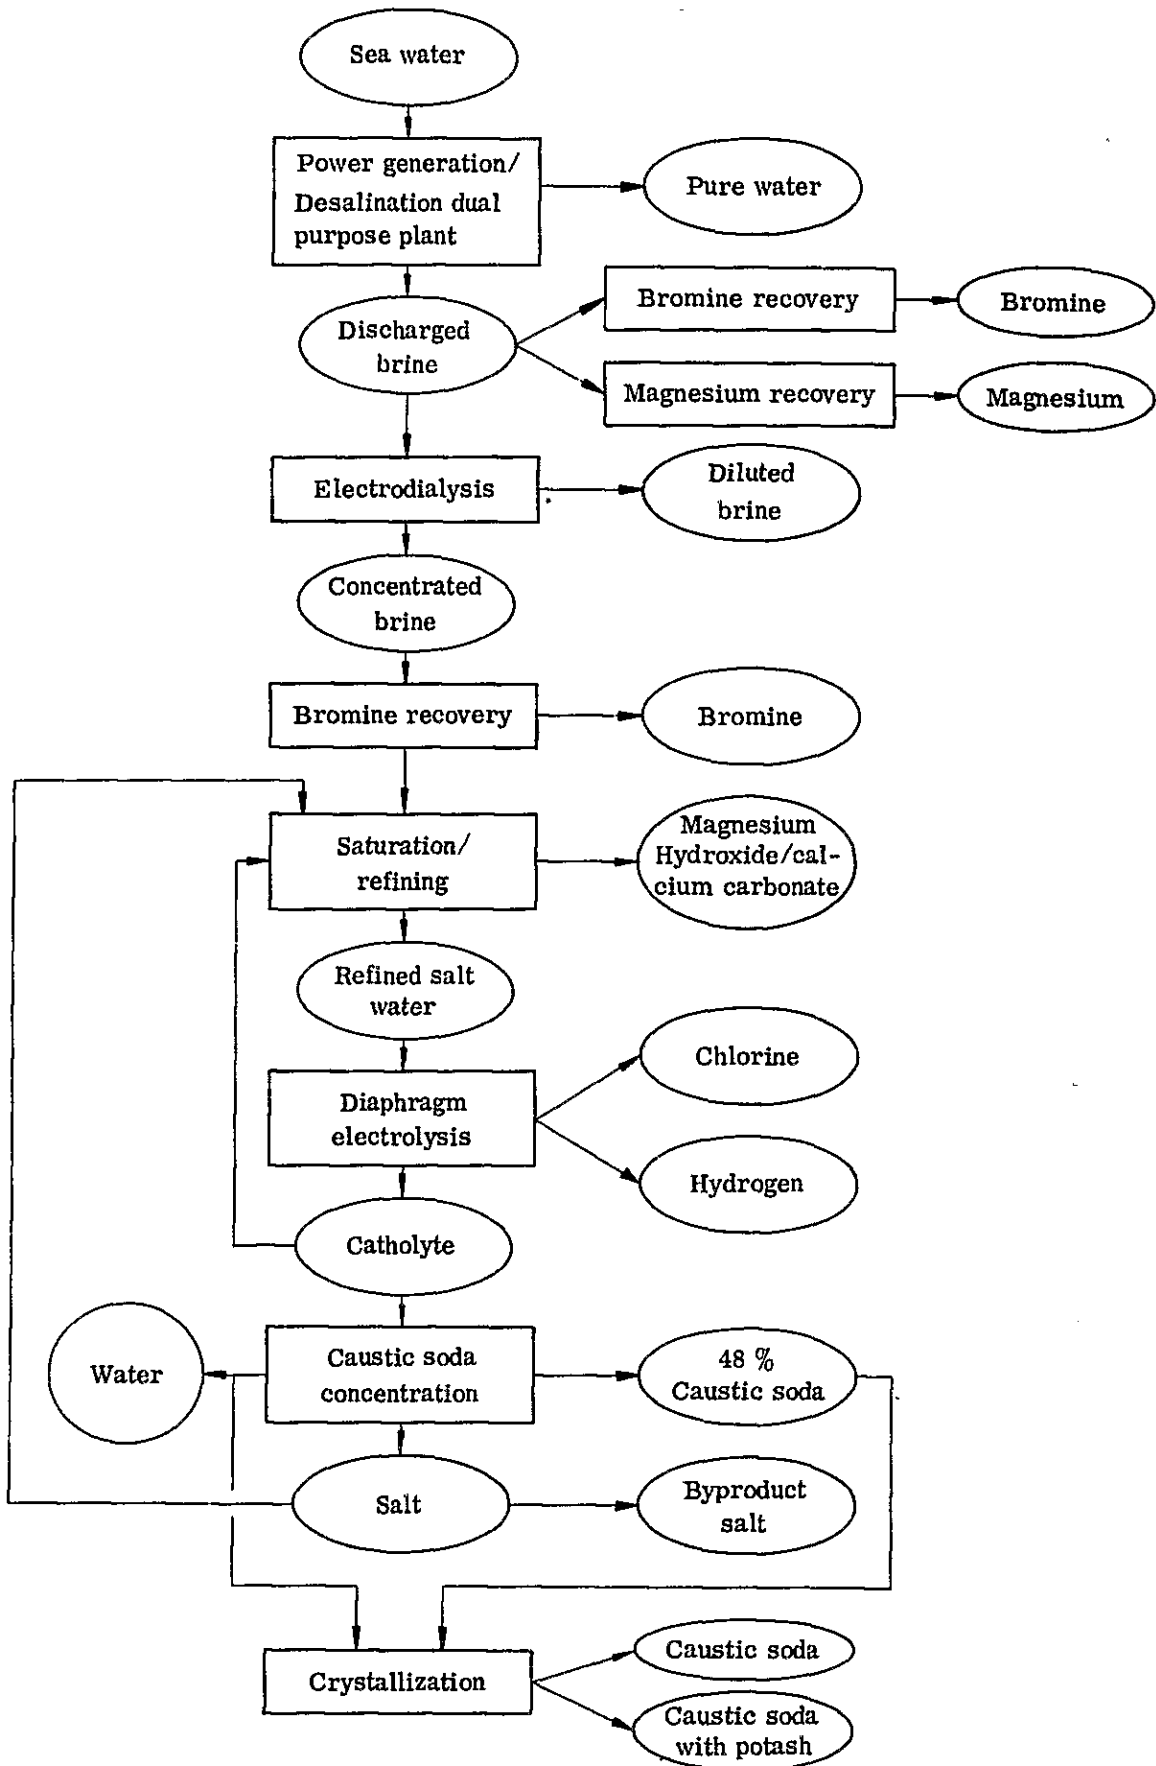 Sea water
Power generation/
Desalination dual
purpose plant
Pure water
Discharged
brine
Bromine recovery
Bromine
Magnesium recovery
Magnesium
Electrodialysis
Diluted
brine
Concentrated
brine
Bromine recovery
Bromine
Saturation/
refining
Magnesium
Hydroxide/cal-
cium carbonate
Refined salt
water
Diaphragm
electrolysis
Chlorine
Hydrogen
Catholyte
Water
Caustic soda
concentration
48 %
Caustic soda
Salt
Byproduct
salt
Crystallization
Caustic soda
Caustic soda
with potash